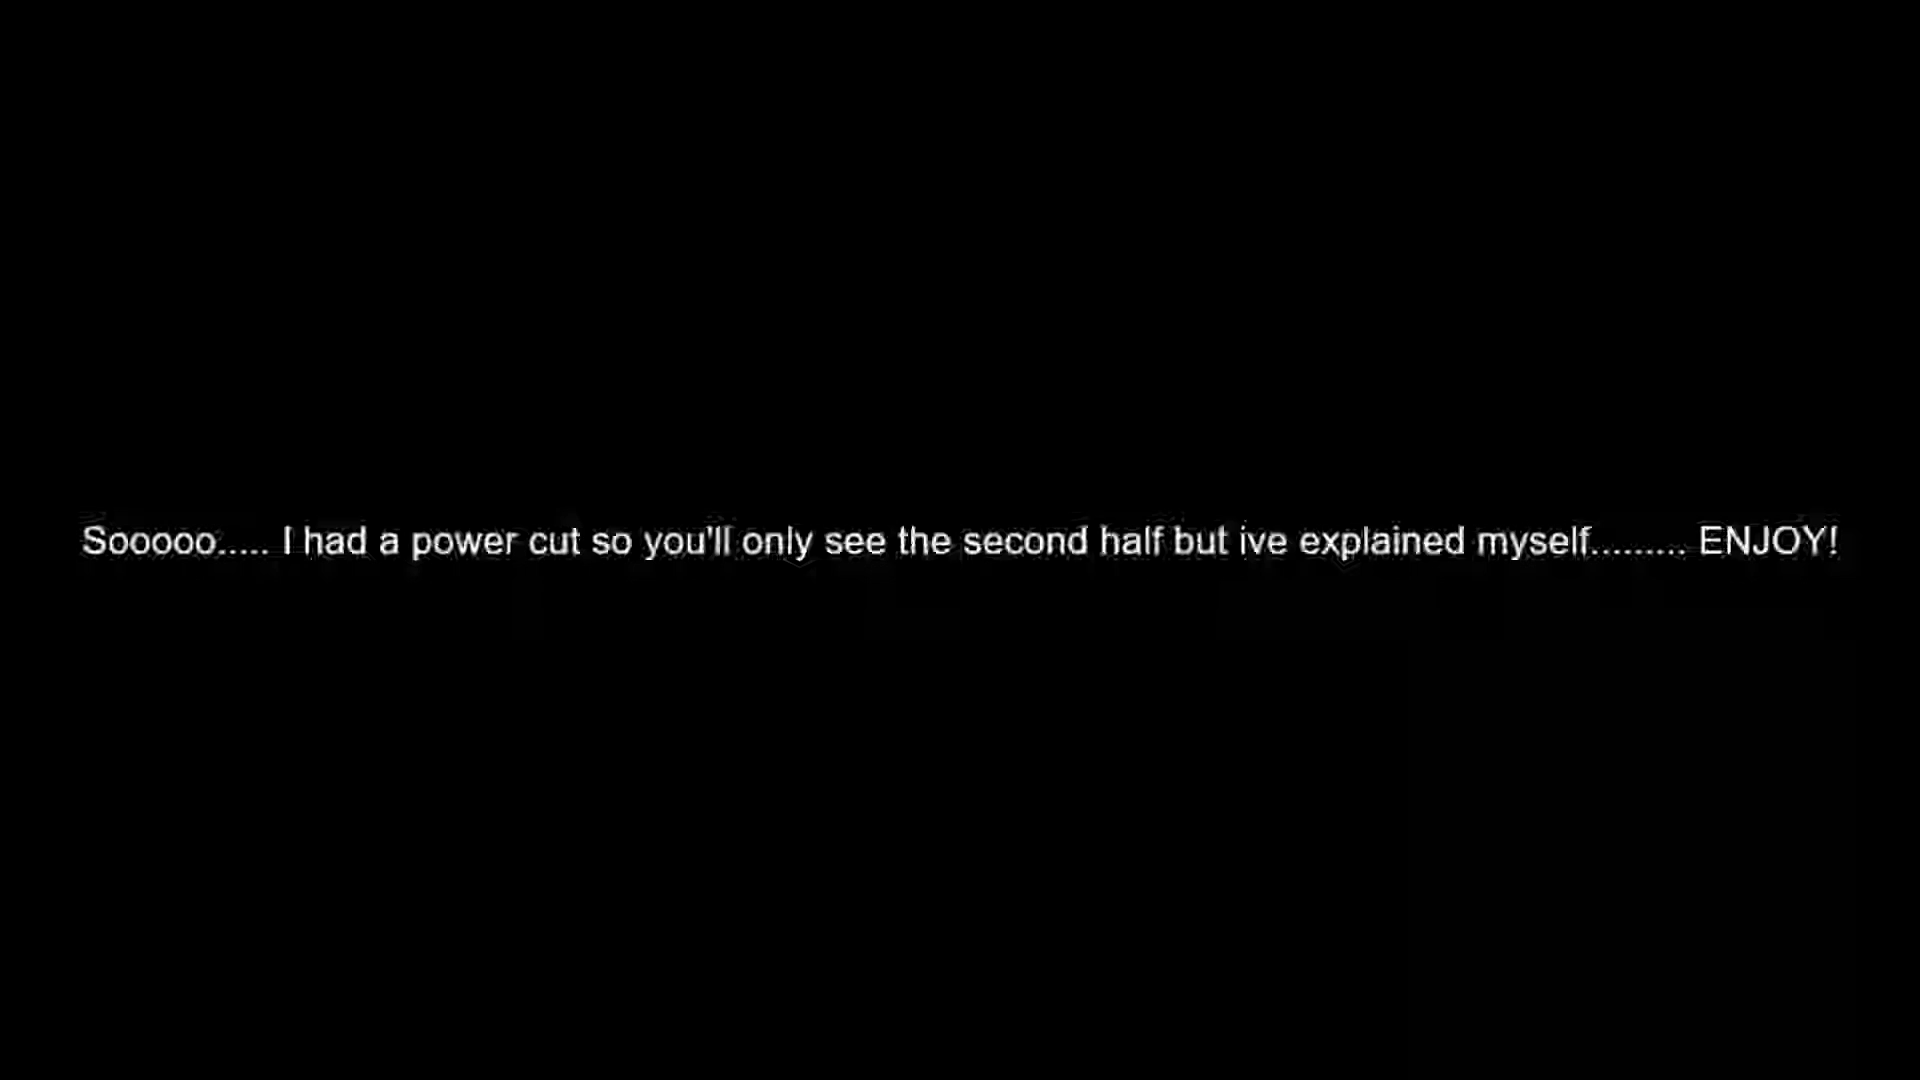 Sooooo..... I had a power cut so you'll only see the second half but ive explained myself......... ENJOY!